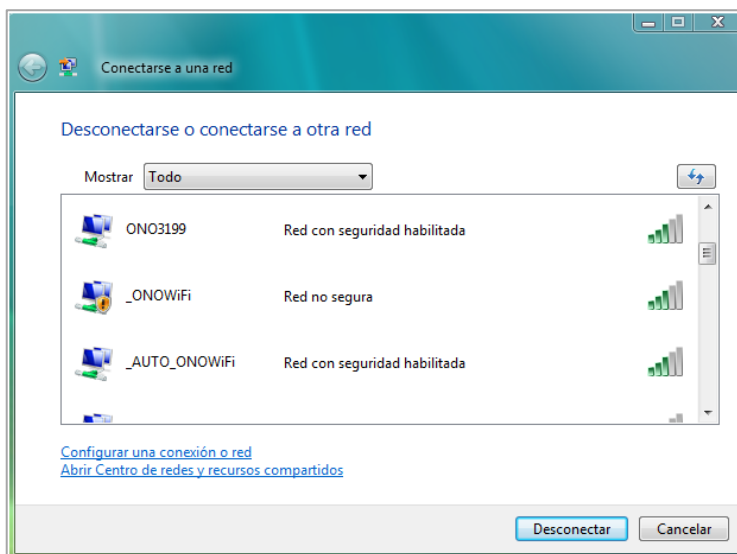 Conectarse a una red
Desconectarse o conectarse a otra red
Mostrar Todo
ONO3199 Red con seguridad habilitada
_ONOWiFi Red no segura
_AUTO_ONOWiFi Red con seguridad habilitada
Configurar una conexión o red
Abrir Centro de redes y recursos compartidos
Desconectar Cancelar